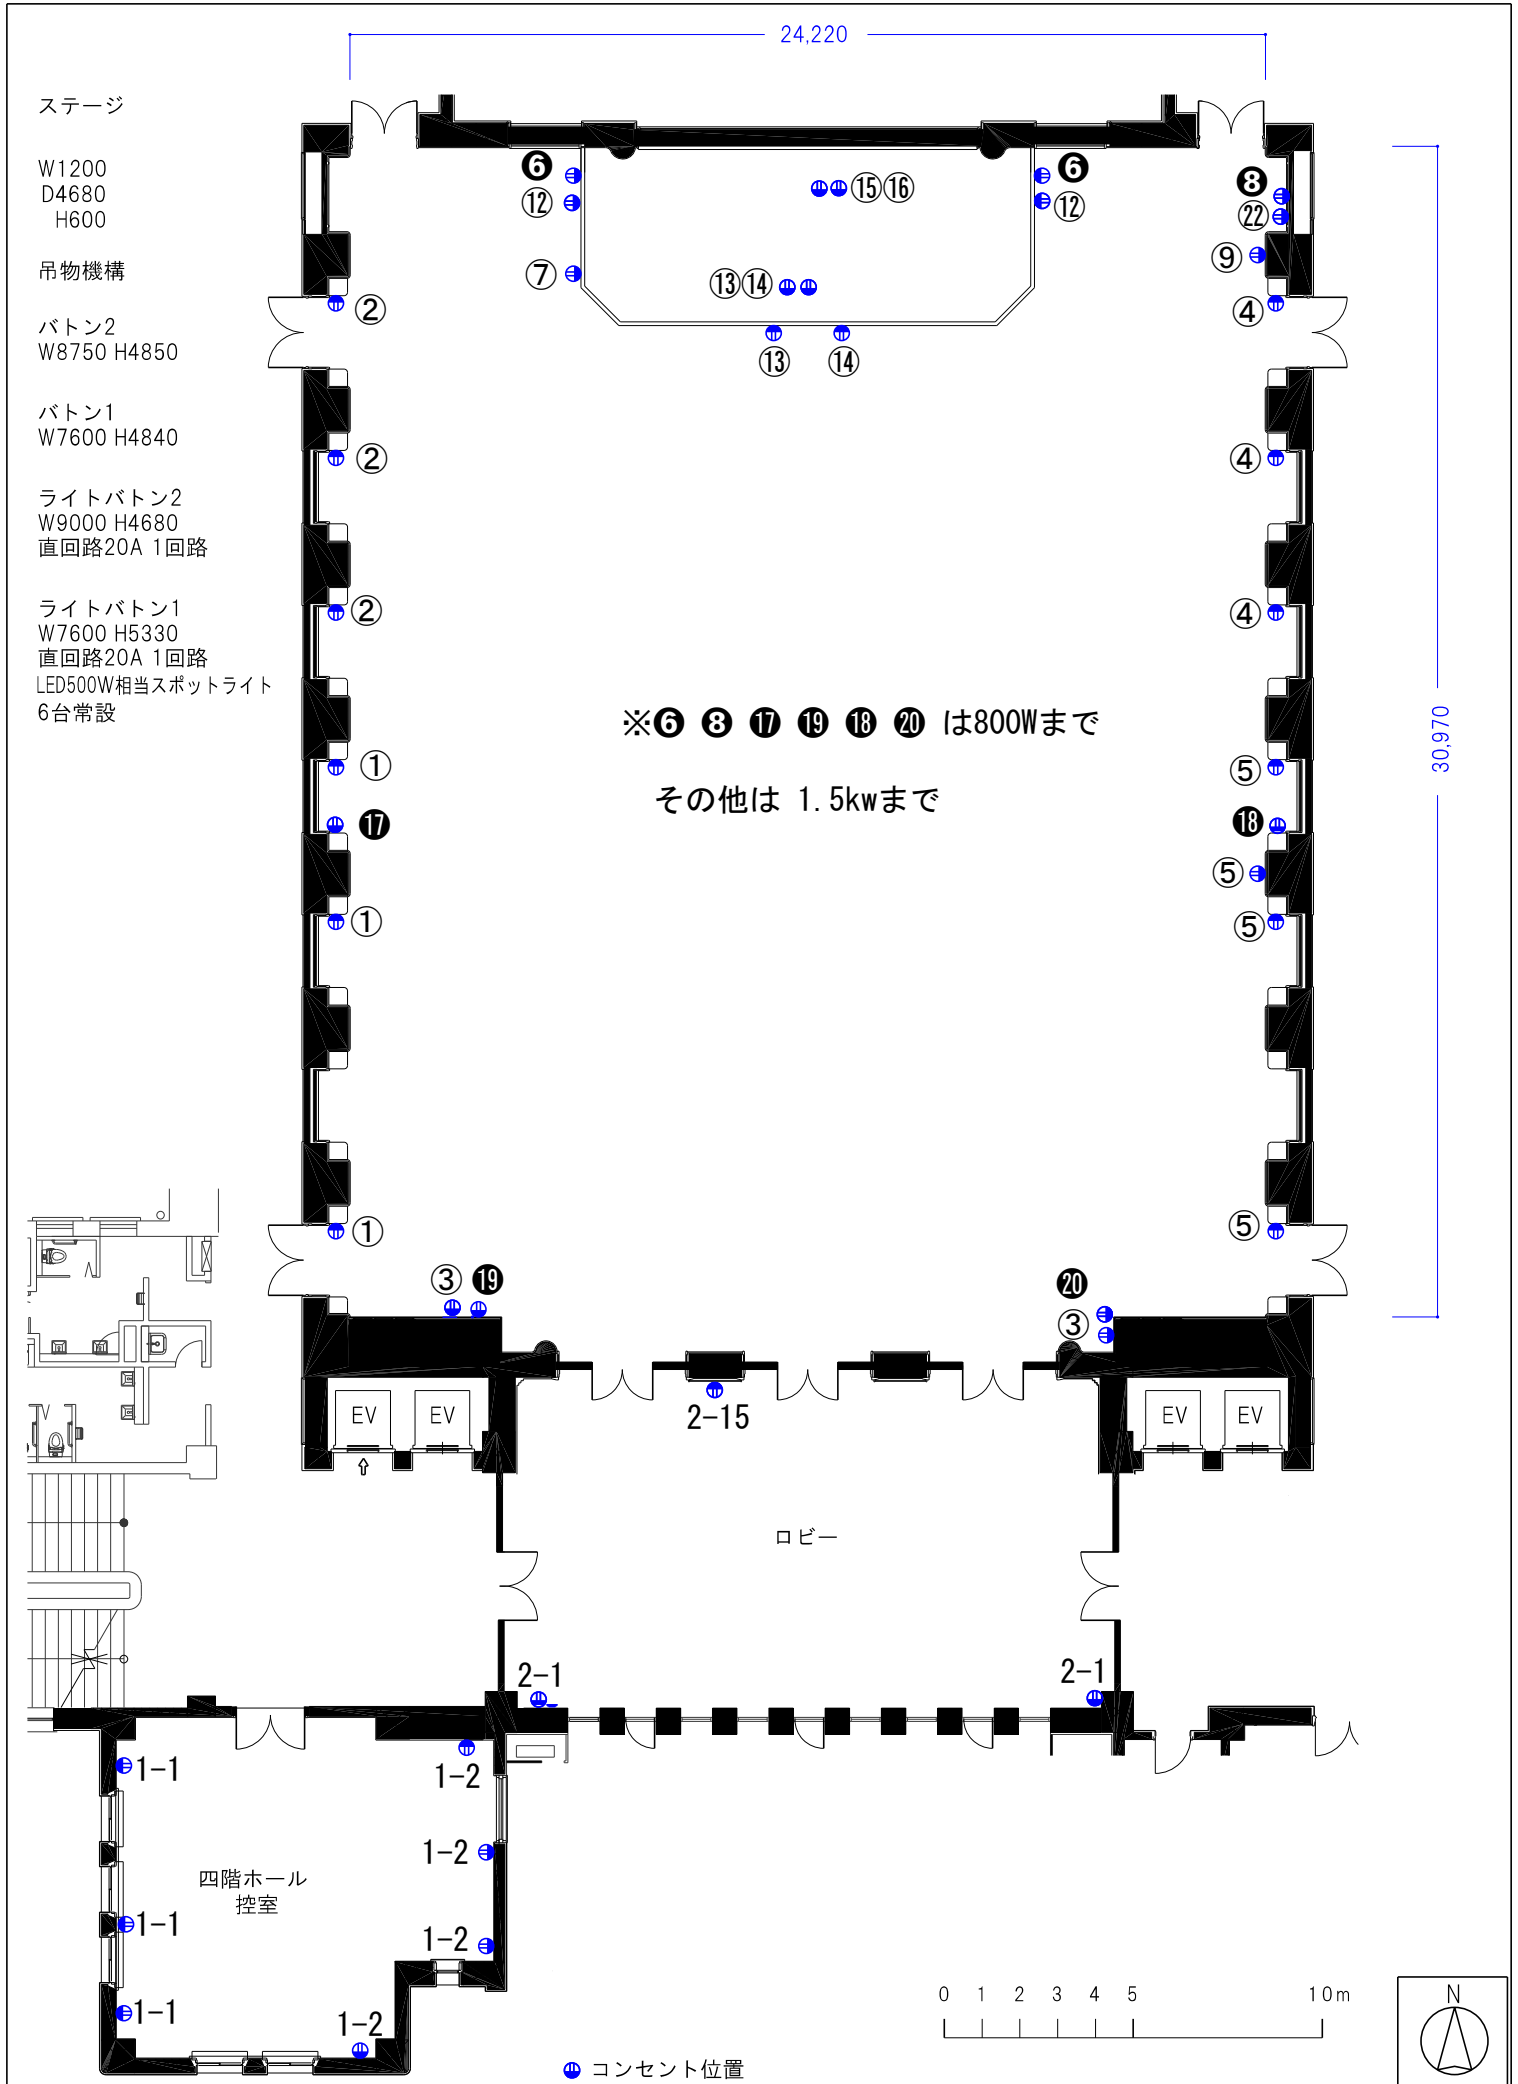 24,220
ステージ
W1200
D4680
H600
吊物機構
バトン2
W8750 H4850
バトン1
W7600 H4840
ライトバトン2
W9000 H4680
直回路20A 1回路
ライトバトン1
W7600 H5330
直回路20A 1回路
LED500W相当スポットライト
6台常設
❻
⑫
⑦
⑮⑯
⑬⑭
⑬
⑭
❻
⑫
❽
㉒
⑨
②
④
②
④
②
④
※❻ ❽ ⓱ ⓳ ⓲ ⓴ は800Wまで
その他は 1.5kwまで
30,970
①
⑤
⓱
⓲
⑤
①
⑤
①
⑤
③ ⓳
⓴
③
EV
EV
2-15
EV
EV
ロビー
2-1
2-1
1-1
1-2
1-2
四階ホール
控室
1-1
1-2
1-1
1-2
0 1 2 3 4 5 10m
N
コンセント位置